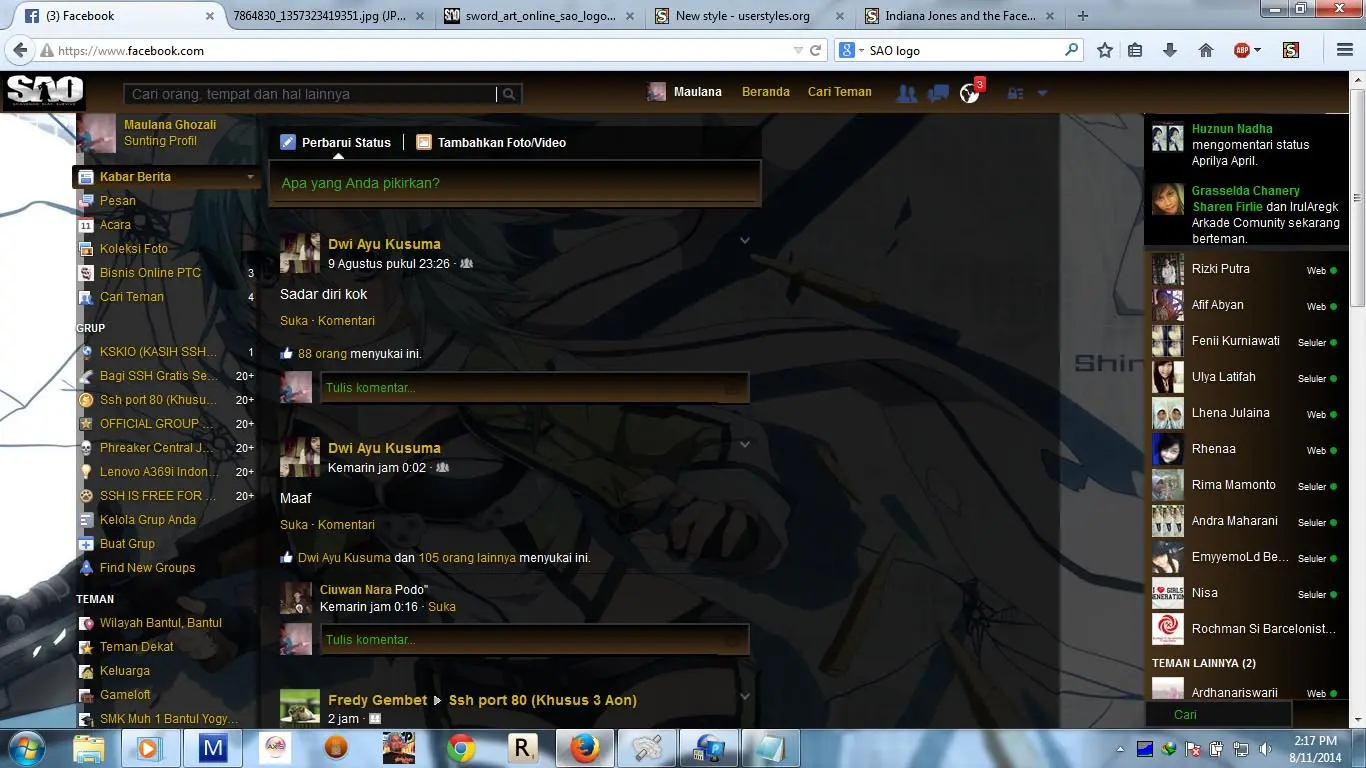 (3) Facebook
7864830_1357323419351.jpg (JP...
sword_art_online_sao_logo...
New style - userstyles.org
Indiana Jones and the Face...
https://www.facebook.com
SAO logo
SAO
Cari orang, tempat dan hal lainnya
Maulana
Beranda
Cari Teman
3
Maulana Ghozali
Sunting Profil
Kabar Berita
Pesan
Acara
Koleksi Foto
Bisnis Online PTC 3
Cari Teman 4
GRUP
KSKIO (KASIH SSH... 1
Bagi SSH Gratis Se... 20+
Ssh port 80 (Khusu... 20+
OFFICIAL GROUP ... 20+
Phreaker Central J... 20+
Lenovo A369i Indon... 20+
SSH IS FREE FOR ... 20+
Kelola Grup Anda
Buat Grup
Find New Groups
TEMAN
Wilayah Bantul, Bantul
Teman Dekat
Keluarga
Gameloft
SMK Muh 1 Bantul Yogy...
Perbarui Status
Tambahkan Foto/Video
Apa yang Anda pikirkan?
Dwi Ayu Kusuma
9 Agustus pukul 23:26 ·
Sadar diri kok
Suka · Komentari
88 orang menyukai ini.
Tulis komentar...
Dwi Ayu Kusuma
Kemarin jam 0:02 ·
Maaf
Suka · Komentari
Dwi Ayu Kusuma dan 105 orang lainnya menyukai ini.
Ciuwan Nara Podo"
Kemarin jam 0:16 · Suka
Tulis komentar...
Fredy Gembet Ssh port 80 (Khusus 3 Aon)
2 jam ·
Shin
Huznun Nadha
mengomentari status
Aprilya April.
Grasselda Chanery
Sharen Firlie dan IrulAregk
Arkade Comunity sekarang
berteman.
Rizki Putra Web
Afif Abyan Web
Fenii Kurniawati Seluler
Ulya Latifah Seluler
Lhena Julaina Web
Rhenaa Web
Rima Mamonto Seluler
Andra Maharani Seluler
EmyyemoLd Be... Seluler
Nisa Seluler
Rochman Si Barcelonist...
TEMAN LAINNYA (2)
Ardhanariswarii Web
Cari
2:17 PM
8/11/2014